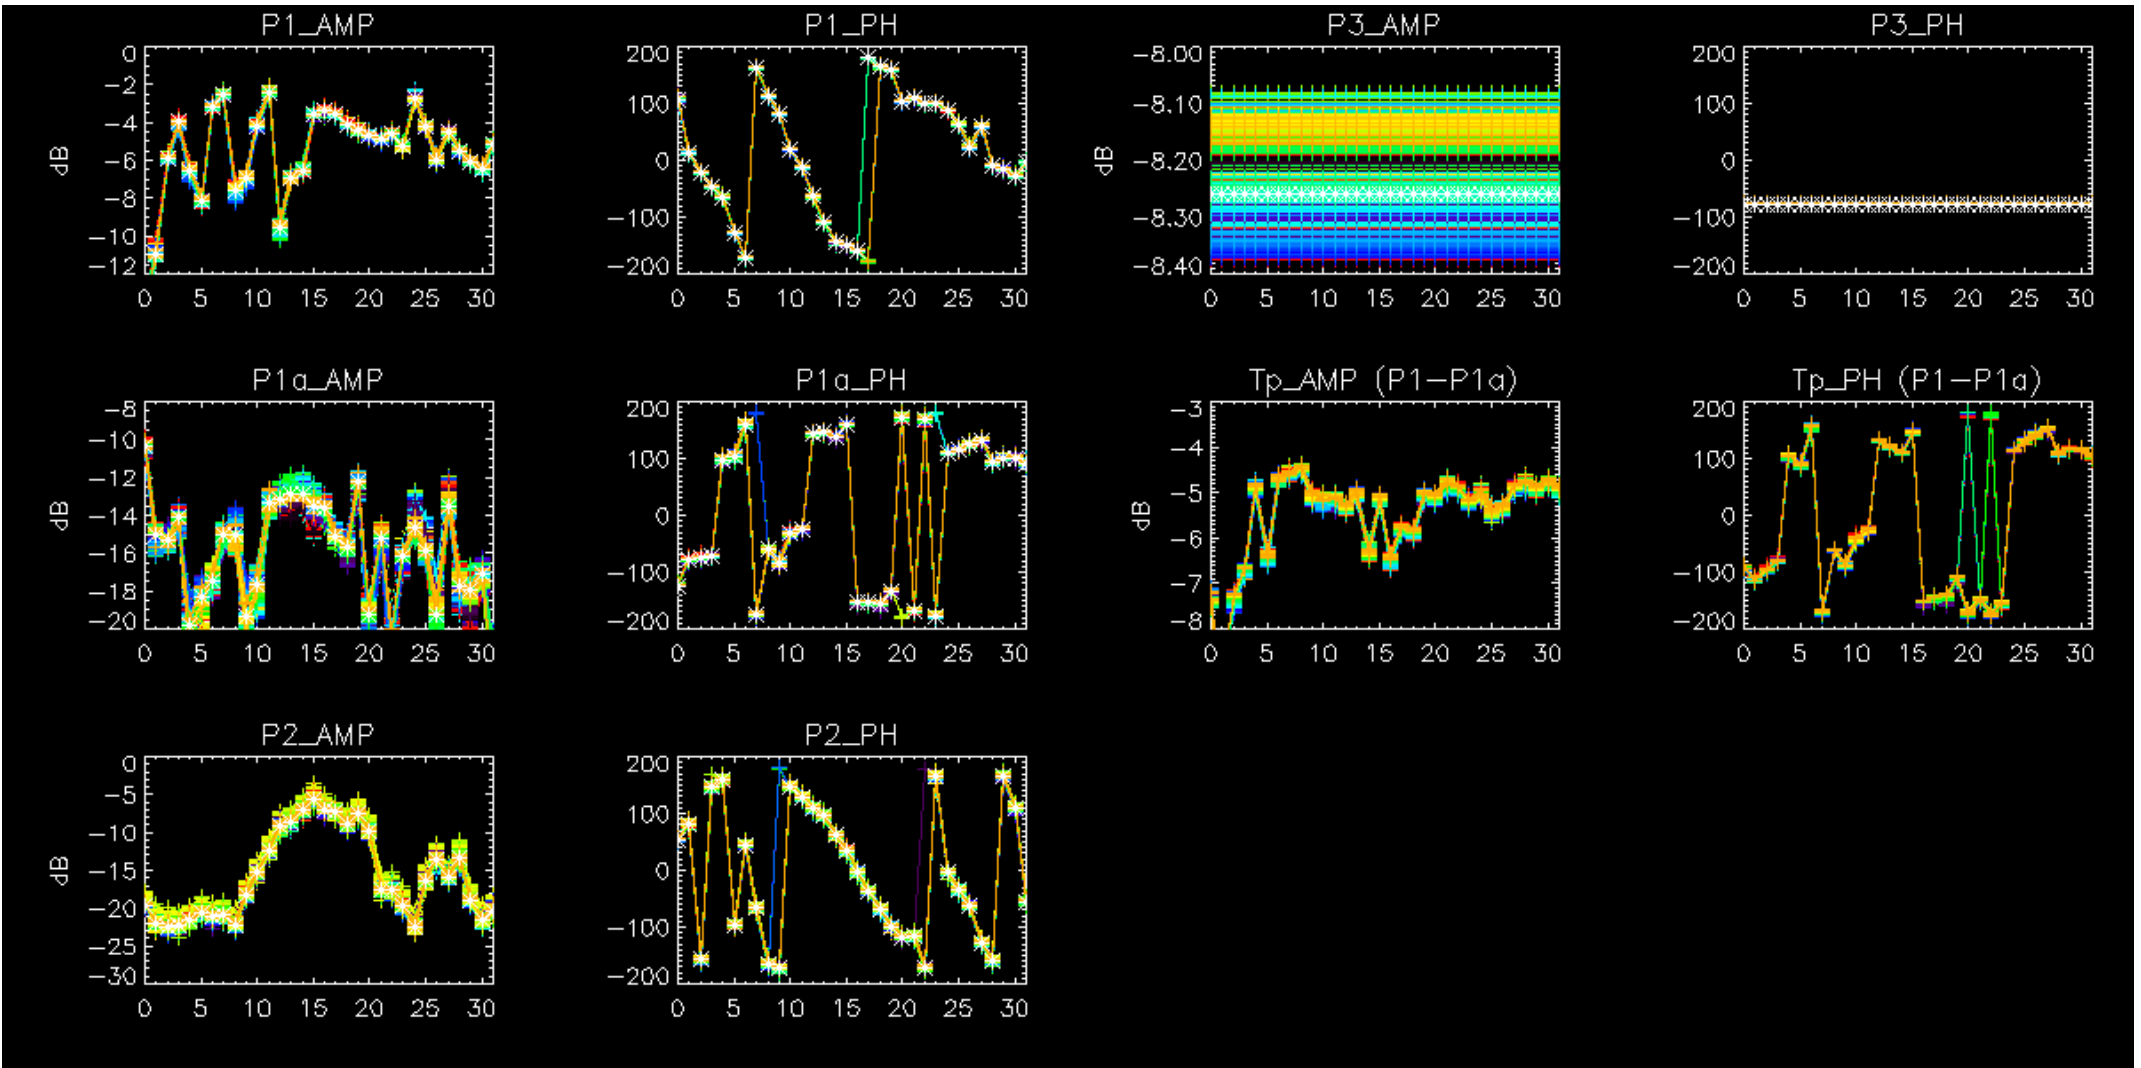 P1_AMP
P1_PH
P3_AMP
P3_PH
0
-2
-4
-6
-8
-10
-12
dB
0 5 10 15 20 25 30
200
100
0
-100
-200
0 5 10 15 20 25 30
-8.00
-8.10
-8.20
-8.30
-8.40
dB
0 5 10 15 20 25 30
200
100
0
-100
-200
0 5 10 15 20 25 30
P1a_AMP
P1a_PH
Tp_AMP (P1-P1a)
Tp_PH (P1-P1a)
-8
-10
-12
-14
-16
-18
-20
dB
0 5 10 15 20 25 30
200
100
0
-100
-200
0 5 10 15 20 25 30
-3
-4
-5
-6
-7
-8
dB
0 5 10 15 20 25 30
200
100
0
-100
-200
0 5 10 15 20 25 30
P2_AMP
P2_PH
0
-5
-10
-15
-20
-25
-30
dB
0 5 10 15 20 25 30
200
100
0
-100
-200
0 5 10 15 20 25 30